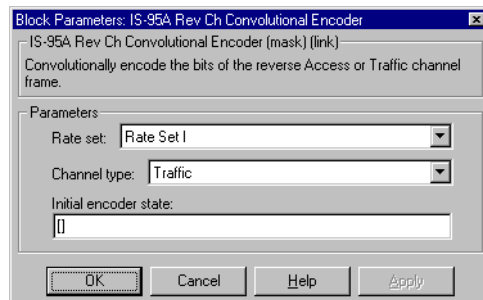 Block Parameters: IS-95A Rev Ch Convolutional Encoder
IS-95A Rev Ch Convolutional Encoder (mask) (link)
Convolutionally encode the bits of the reverse Access or Traffic channel
frame.
Parameters
Rate set: Rate Set I
Channel type: Traffic
Initial encoder state:
[]
OK Cancel Help Apply